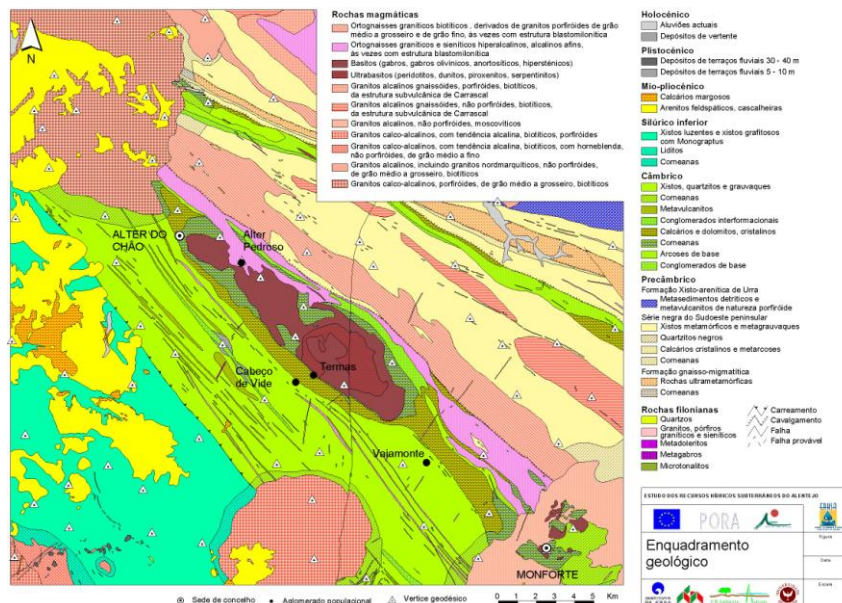 N
ALTER DO
CHÃO
Alter
Pedroso
Termas
Cabeço
de Vide
Vaiamonte
MONFORTE
Rochas magmáticas
Ortognaisses graníticos biotíticos , derivados de granitos porfiróides de grão
médio a grosseiro e de grão fino, às vezes com estrutura blastomilonítica
Ortognaisses graníticos e sieníticos hiperalcalinos, alcalinos afins,
às vezes com estrutura blastomilonítica
Basitos (gabros, gabros olivínicos, anortositicos, hiperstênicos)
Ultrabasitos (peridotitos, dunitos, piroxenitos, serpentinitos)
Granitos alcalinos gnaissóides, porfiróides, biotíticos,
da estrutura subvulcânica de Carrascal
Granitos alcalinos gnaissóides, não porfiróides, biotíticos,
da estrutura subvulcânica de Carrascal
Granitos alcalinos, não porfiróides, moscovíticos
Granitos calco-alcalinos, com tendência alcalina, biotíticos, porfiróides
Granitos calco-alcalinos, com tendência alcalina, biotíticos, com horneblenda,
não porfiróides, de grão médio a fino
Granitos alcalinos, incluindo granitos nordmarquíticos, não porfiróides,
de grão médio a grosseiro, biotíticos
Granitos calco-alcalinos, porfiróides, de grão médio a grosseiro, biotíticos
Holocénico
Aluviões actuais
Depósitos de vertente
Plistocénico
Depósitos de terraços fluviais 30 - 40 m
Depósitos de terraços fluviais 5 - 10 m
Mio-pliocénico
Calcários margosos
Arenitos feldspáticos, cascalheiras
Silúrico inferior
Xistos luzentes e xistos grafitosos
com Monograptus
Liditos
Corneanas
Câmbrico
Xistos, quartzitos e grauvaques
Corneanas
Metavulcanitos
Conglomerados interformacionais
Calcários e dolomitos, cristalinos
Corneanas
Arcoses de base
Conglomerados de base
Precâmbrico
Formação Xisto-arenítica de Urra
Metasedimentos detríticos e
metavulcanitos de natureza porfiróide
Série negra do Sudoeste peninsular
Xistos metamórficos e metagrauvaques
Quartzitos negros
Calcários cristalinos e metarcoses
Corneanas
Formação gnaisso-migmatítica
Rochas ultrametamórficas
Corneanas
Rochas filonianas
Quartzos
Granitos, pórfiros
graníticos e sieníticos
Metadoleritos
Metagabros
Microtonalitos
Carreamento
Cavalgamento
Falha
Falha provável
ESTUDO DOS RECURSOS HÍDRICOS SUBTERRÂNEOS DO ALENTEJO
PORA
Enquadramento
geológico
Figura
Data
Escala
Sede de concelho
Aglomerado populacional
Vertice geodésico
0 1 2 3 4 5 Km